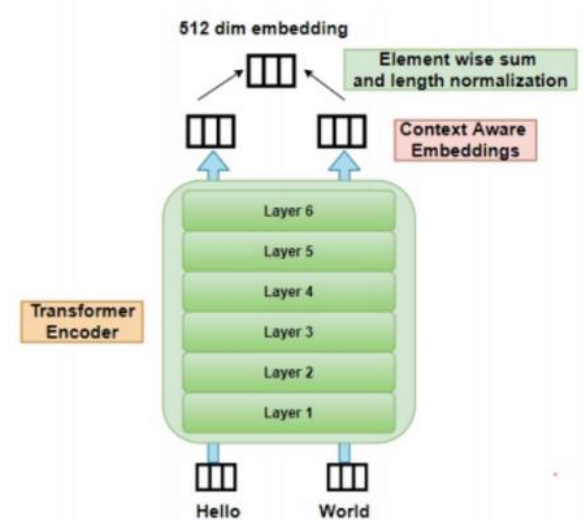 512 dim embedding
Element wise sum
and length normalization
Context Aware
Embeddings
Layer 6
Layer 5
Layer 4
Transformer
Encoder
Layer 3
Layer 2
Layer 1
Hello World